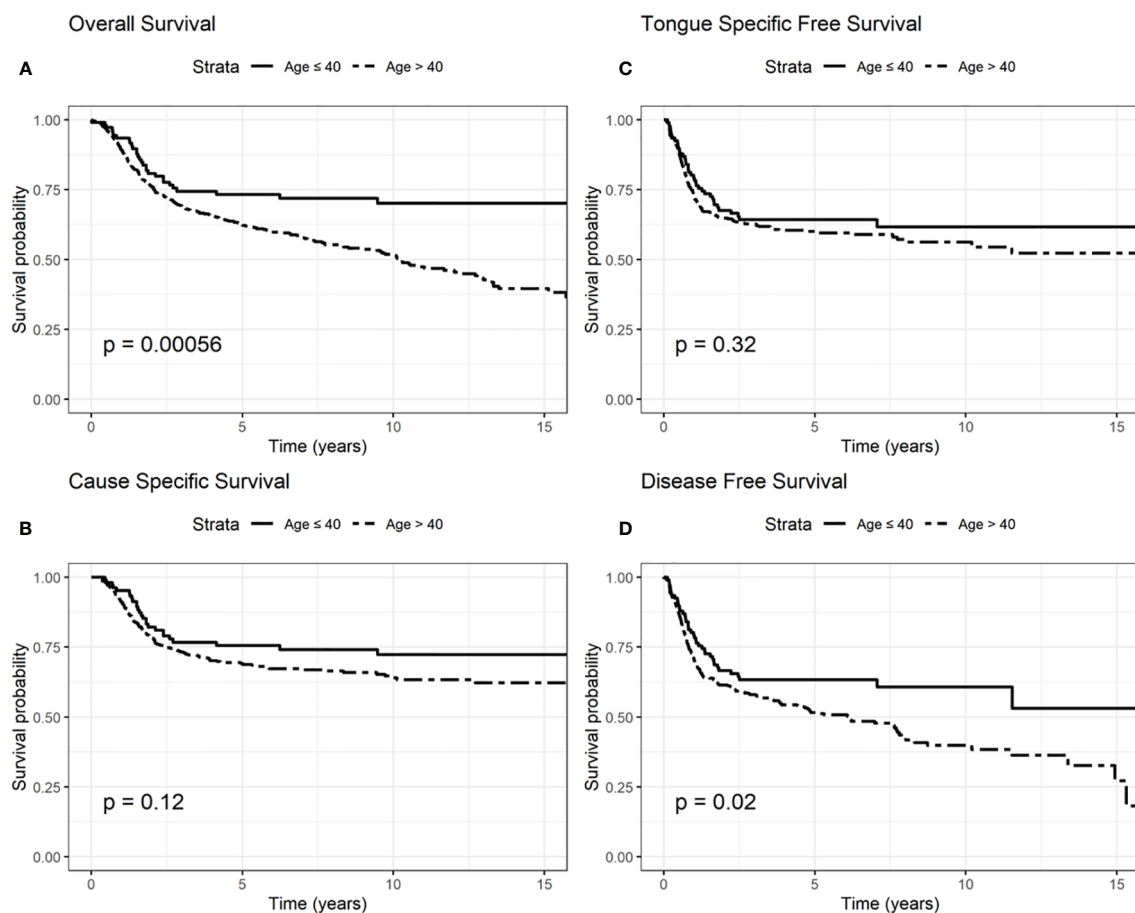 Overall Survival
A
Strata Age ≤ 40 Age > 40
Survival probability
1.00
0.75
0.50
0.25
0.00
p = 0.00056
0 5 10 15
Time (years)
Cause Specific Survival
B
Strata Age ≤ 40 Age > 40
Survival probability
1.00
0.75
0.50
0.25
0.00
p = 0.12
0 5 10 15
Time (years)
Tongue Specific Free Survival
C
Strata Age ≤ 40 Age > 40
Survival probability
1.00
0.75
0.50
0.25
0.00
p = 0.32
0 5 10 15
Time (years)
Disease Free Survival
D
Strata Age ≤ 40 Age > 40
Survival probability
1.00
0.75
0.50
0.25
0.00
p = 0.02
0 5 10 15
Time (years)